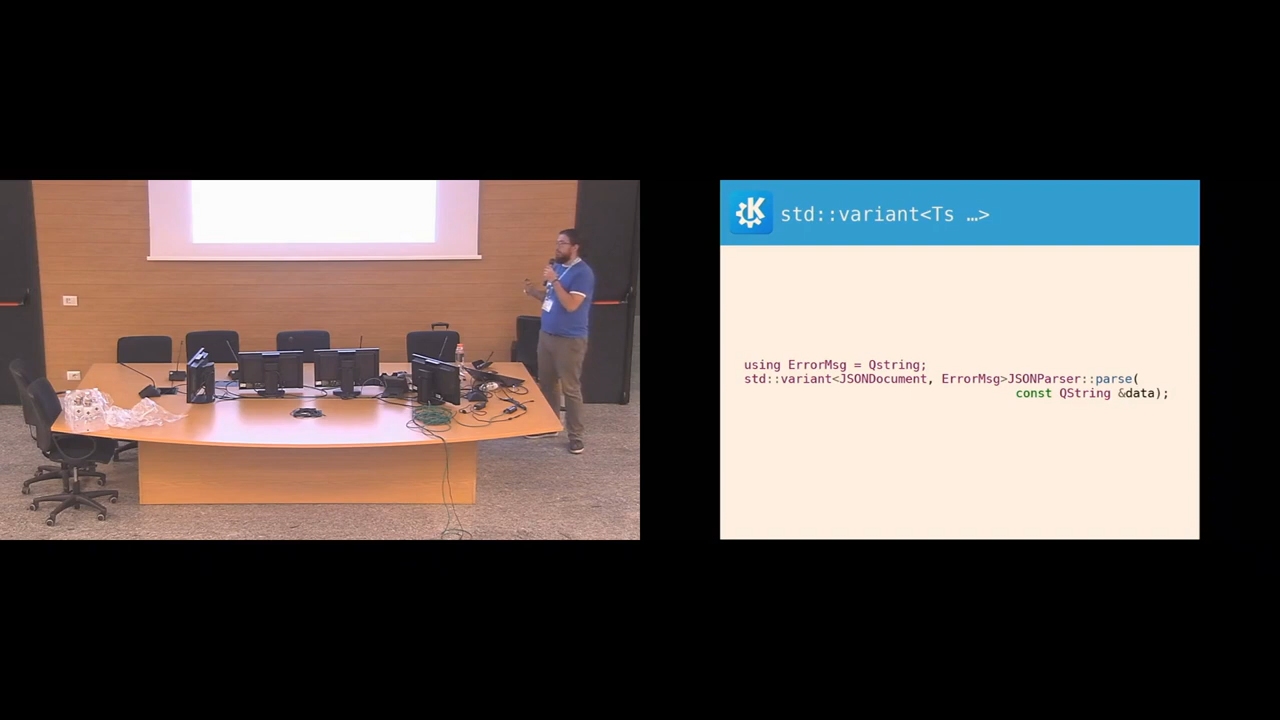 std::variant<Ts …>
using ErrorMsg = Qstring;
std::variant<JSONDocument, ErrorMsg>JSONParser::parse(
const QString &data);